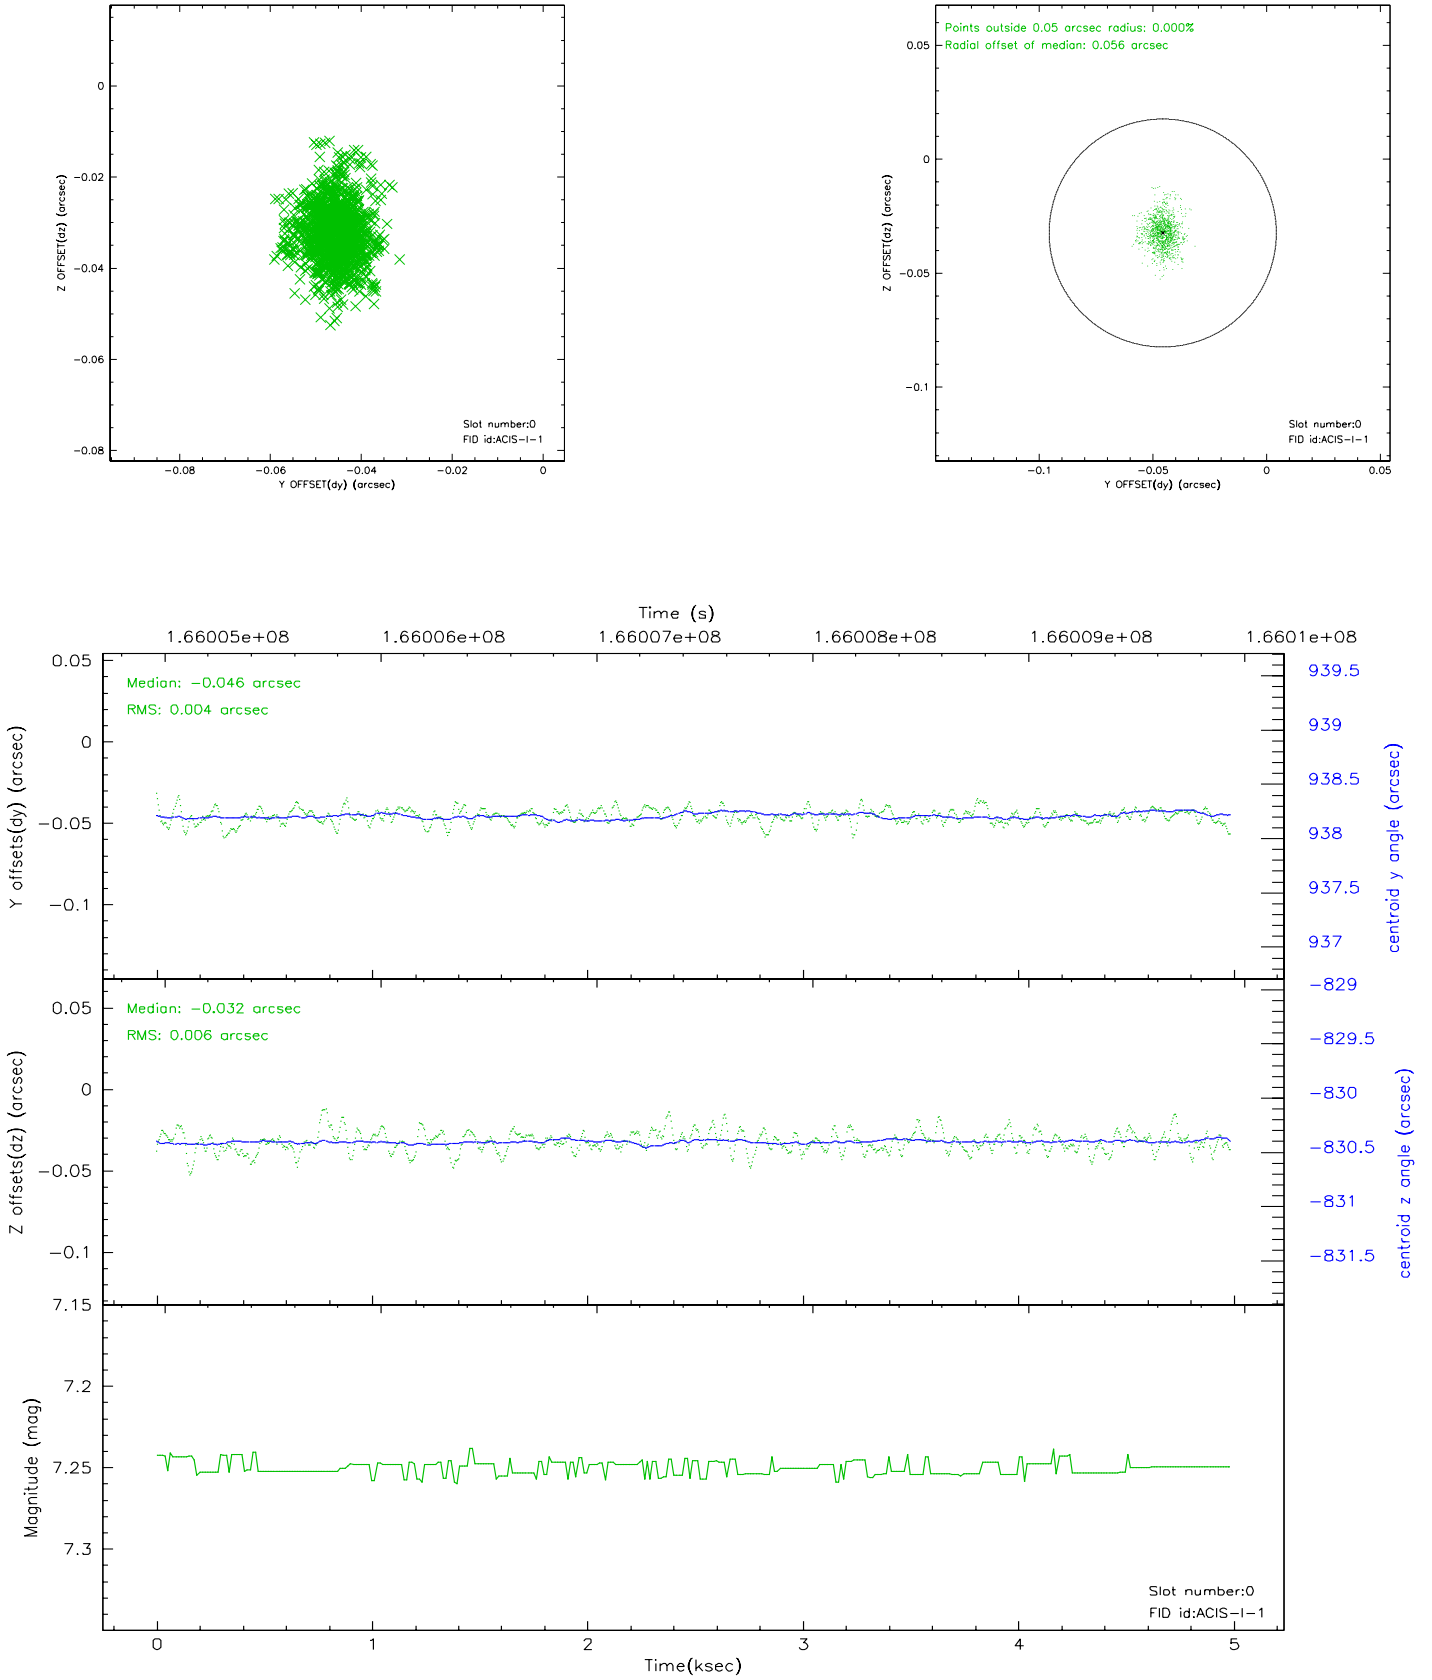 0
-0.02
-0.04
-0.06
-0.08
Z OFFSET(dz) (arcsec)
Slot number:0
FID id:ACIS-I-1
-0.08 -0.06 -0.04 -0.02 0
Y OFFSET(dy) (arcsec)
Points outside 0.05 arcsec radius: 0.000%
Radial offset of median: 0.056 arcsec
0.05
0
-0.05
-0.1
Z OFFSET(dz) (arcsec)
Slot number:0
FID id:ACIS-I-1
-0.1 -0.05 0 0.05
Y OFFSET(dy) (arcsec)
Time (s)
1.66005e+08 1.66006e+08 1.66007e+08 1.66008e+08 1.66009e+08 1.6601e+08
Median: -0.046 arcsec
RMS: 0.004 arcsec
0.05
0
-0.05
-0.1
Y offsets(dy) (arcsec)
939.5
939
938.5
938
937.5
937
centroid y angle (arcsec)
Median: -0.032 arcsec
RMS: 0.006 arcsec
0.05
0
-0.05
-0.1
Z offsets(dz) (arcsec)
-829
-829.5
-830
-830.5
-831
-831.5
centroid z angle (arcsec)
7.15
7.2
7.25
7.3
Magnitude (mag)
Slot number:0
FID id:ACIS-I-1
0 1 2 3 4 5
Time(ksec)